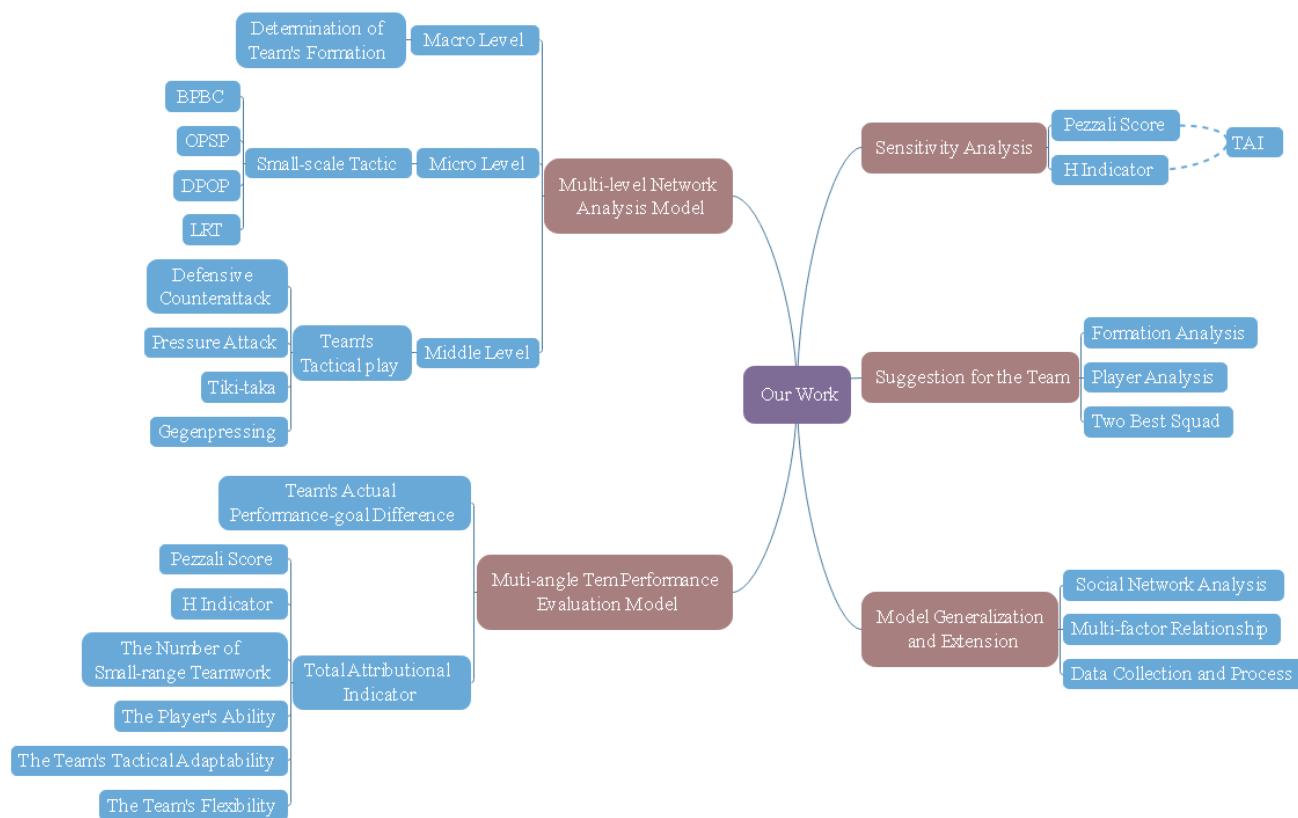 Determination of
Team's Formation
Macro Level
BPBC
OPSP
DPOP
LRT
Small-scale Tactic
Micro Level
Defensive
Counterattack
Pressure Attack
Tiki-taka
Gegenpressing
Team's
Tactical play
Middle Level
Multi-level Network
Analysis Model
Team's Actual
Performance-goal Difference
Pezzali Score
H Indicator
The Number of
Small-range Teamwork
The Player's Ability
The Team's Tactical Adaptability
The Team's Flexibility
Total Attributional
Indicator
Muti-angle Tem Performance
Evaluation Model
Our Work
Sensitivity Analysis
Pezzali Score
H Indicator
TAI
Suggestion for the Team
Formation Analysis
Player Analysis
Two Best Squad
Model Generalization
and Extension
Social Network Analysis
Multi-factor Relationship
Data Collection and Process